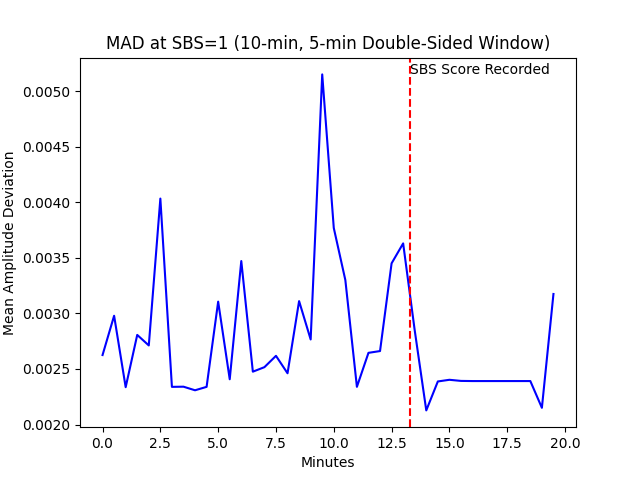 MAD at SBS=1 (10-min, 5-min Double-Sided Window)
SBS Score Recorded
Mean Amplitude Deviation
0.0050
0.0045
0.0040
0.0035
0.0030
0.0025
0.0020
0.0 2.5 5.0 7.5 10.0 12.5 15.0 17.5 20.0
Minutes